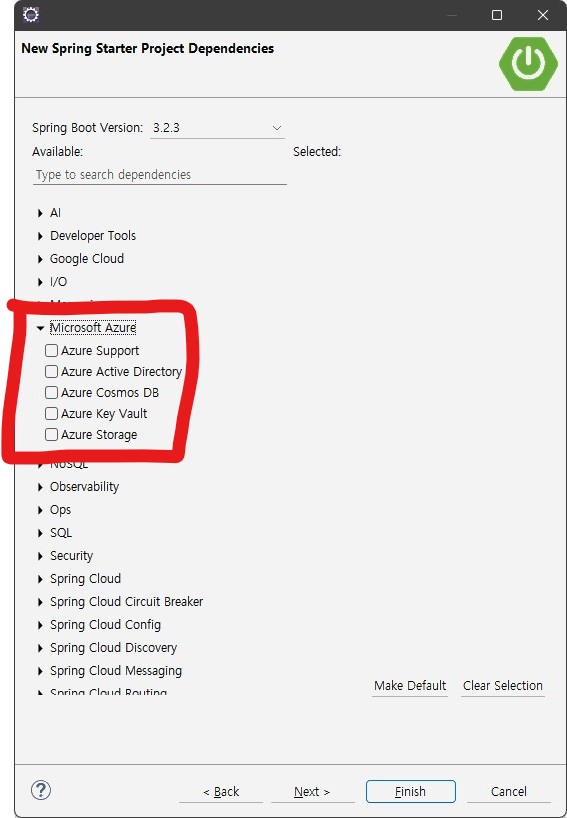 New Spring Starter Project Dependencies
Spring Boot Version: 3.2.3
Available: Selected:
Type to search dependencies
AI
Developer Tools
Google Cloud
I/O
Microsoft Azure
Azure Support
Azure Active Directory
Azure Cosmos DB
Azure Key Vault
Azure Storage
NoSQL
Observability
Ops
SQL
Security
Spring Cloud
Spring Cloud Circuit Breaker
Spring Cloud Config
Spring Cloud Discovery
Spring Cloud Messaging
Spring Cloud Routing
Make Default Clear Selection
? < Back Next > Finish Cancel